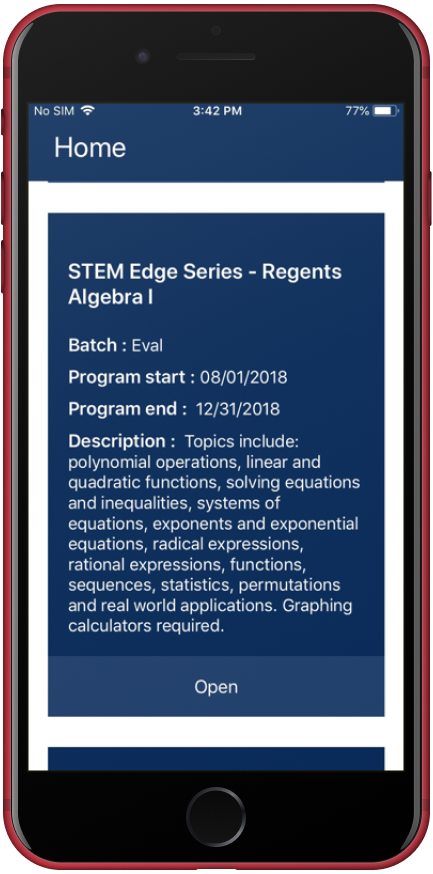 No SIM 3:42 PM 77%
Home
STEM Edge Series - Regents
Algebra I
Batch : Eval
Program start : 08/01/2018
Program end : 12/31/2018
Description : Topics include:
polynomial operations, linear and
quadratic functions, solving equations
and inequalities, systems of
equations, exponents and exponential
equations, radical expressions,
rational expressions, functions,
sequences, statistics, permutations
and real world applications. Graphing
calculators required.
Open